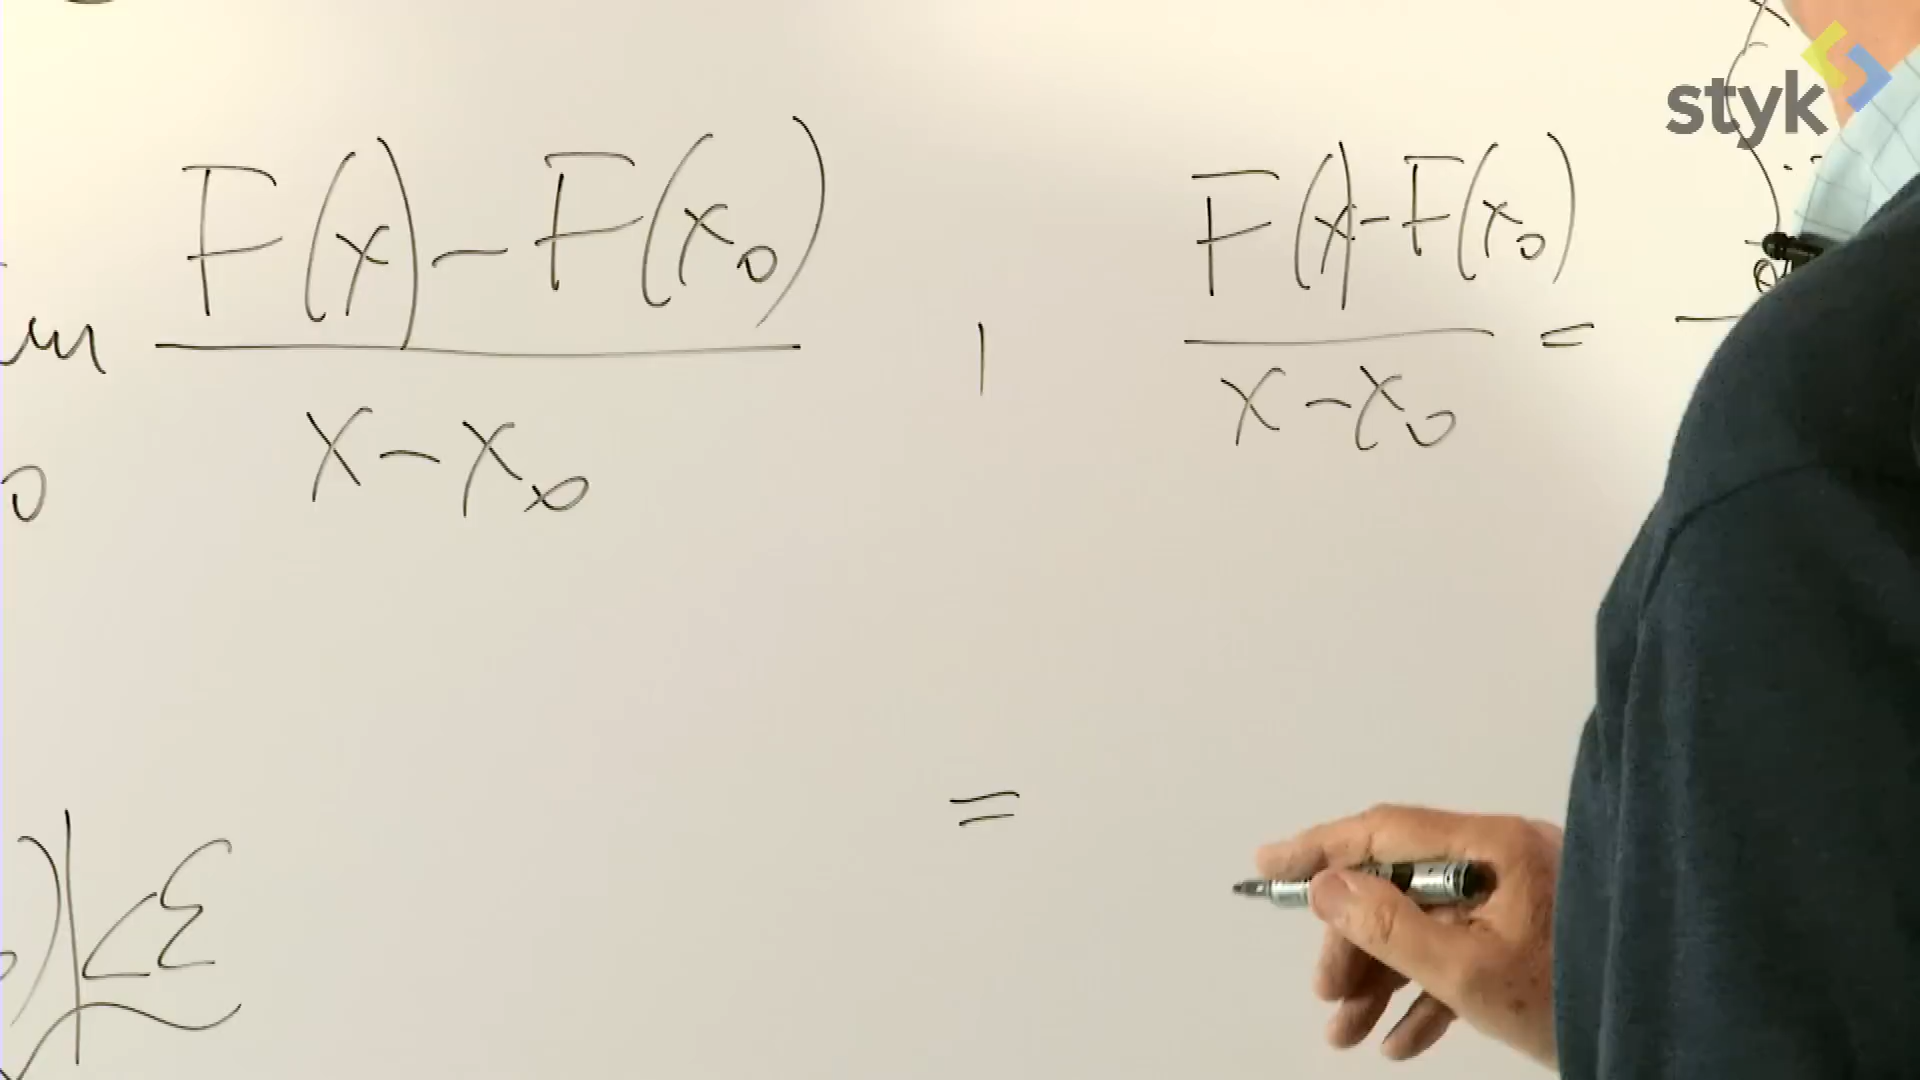 styk
F(x) - F(x₀)
x - x₀
,
F(x) - F(x₀)
x - x₀
=
=
)| < ε